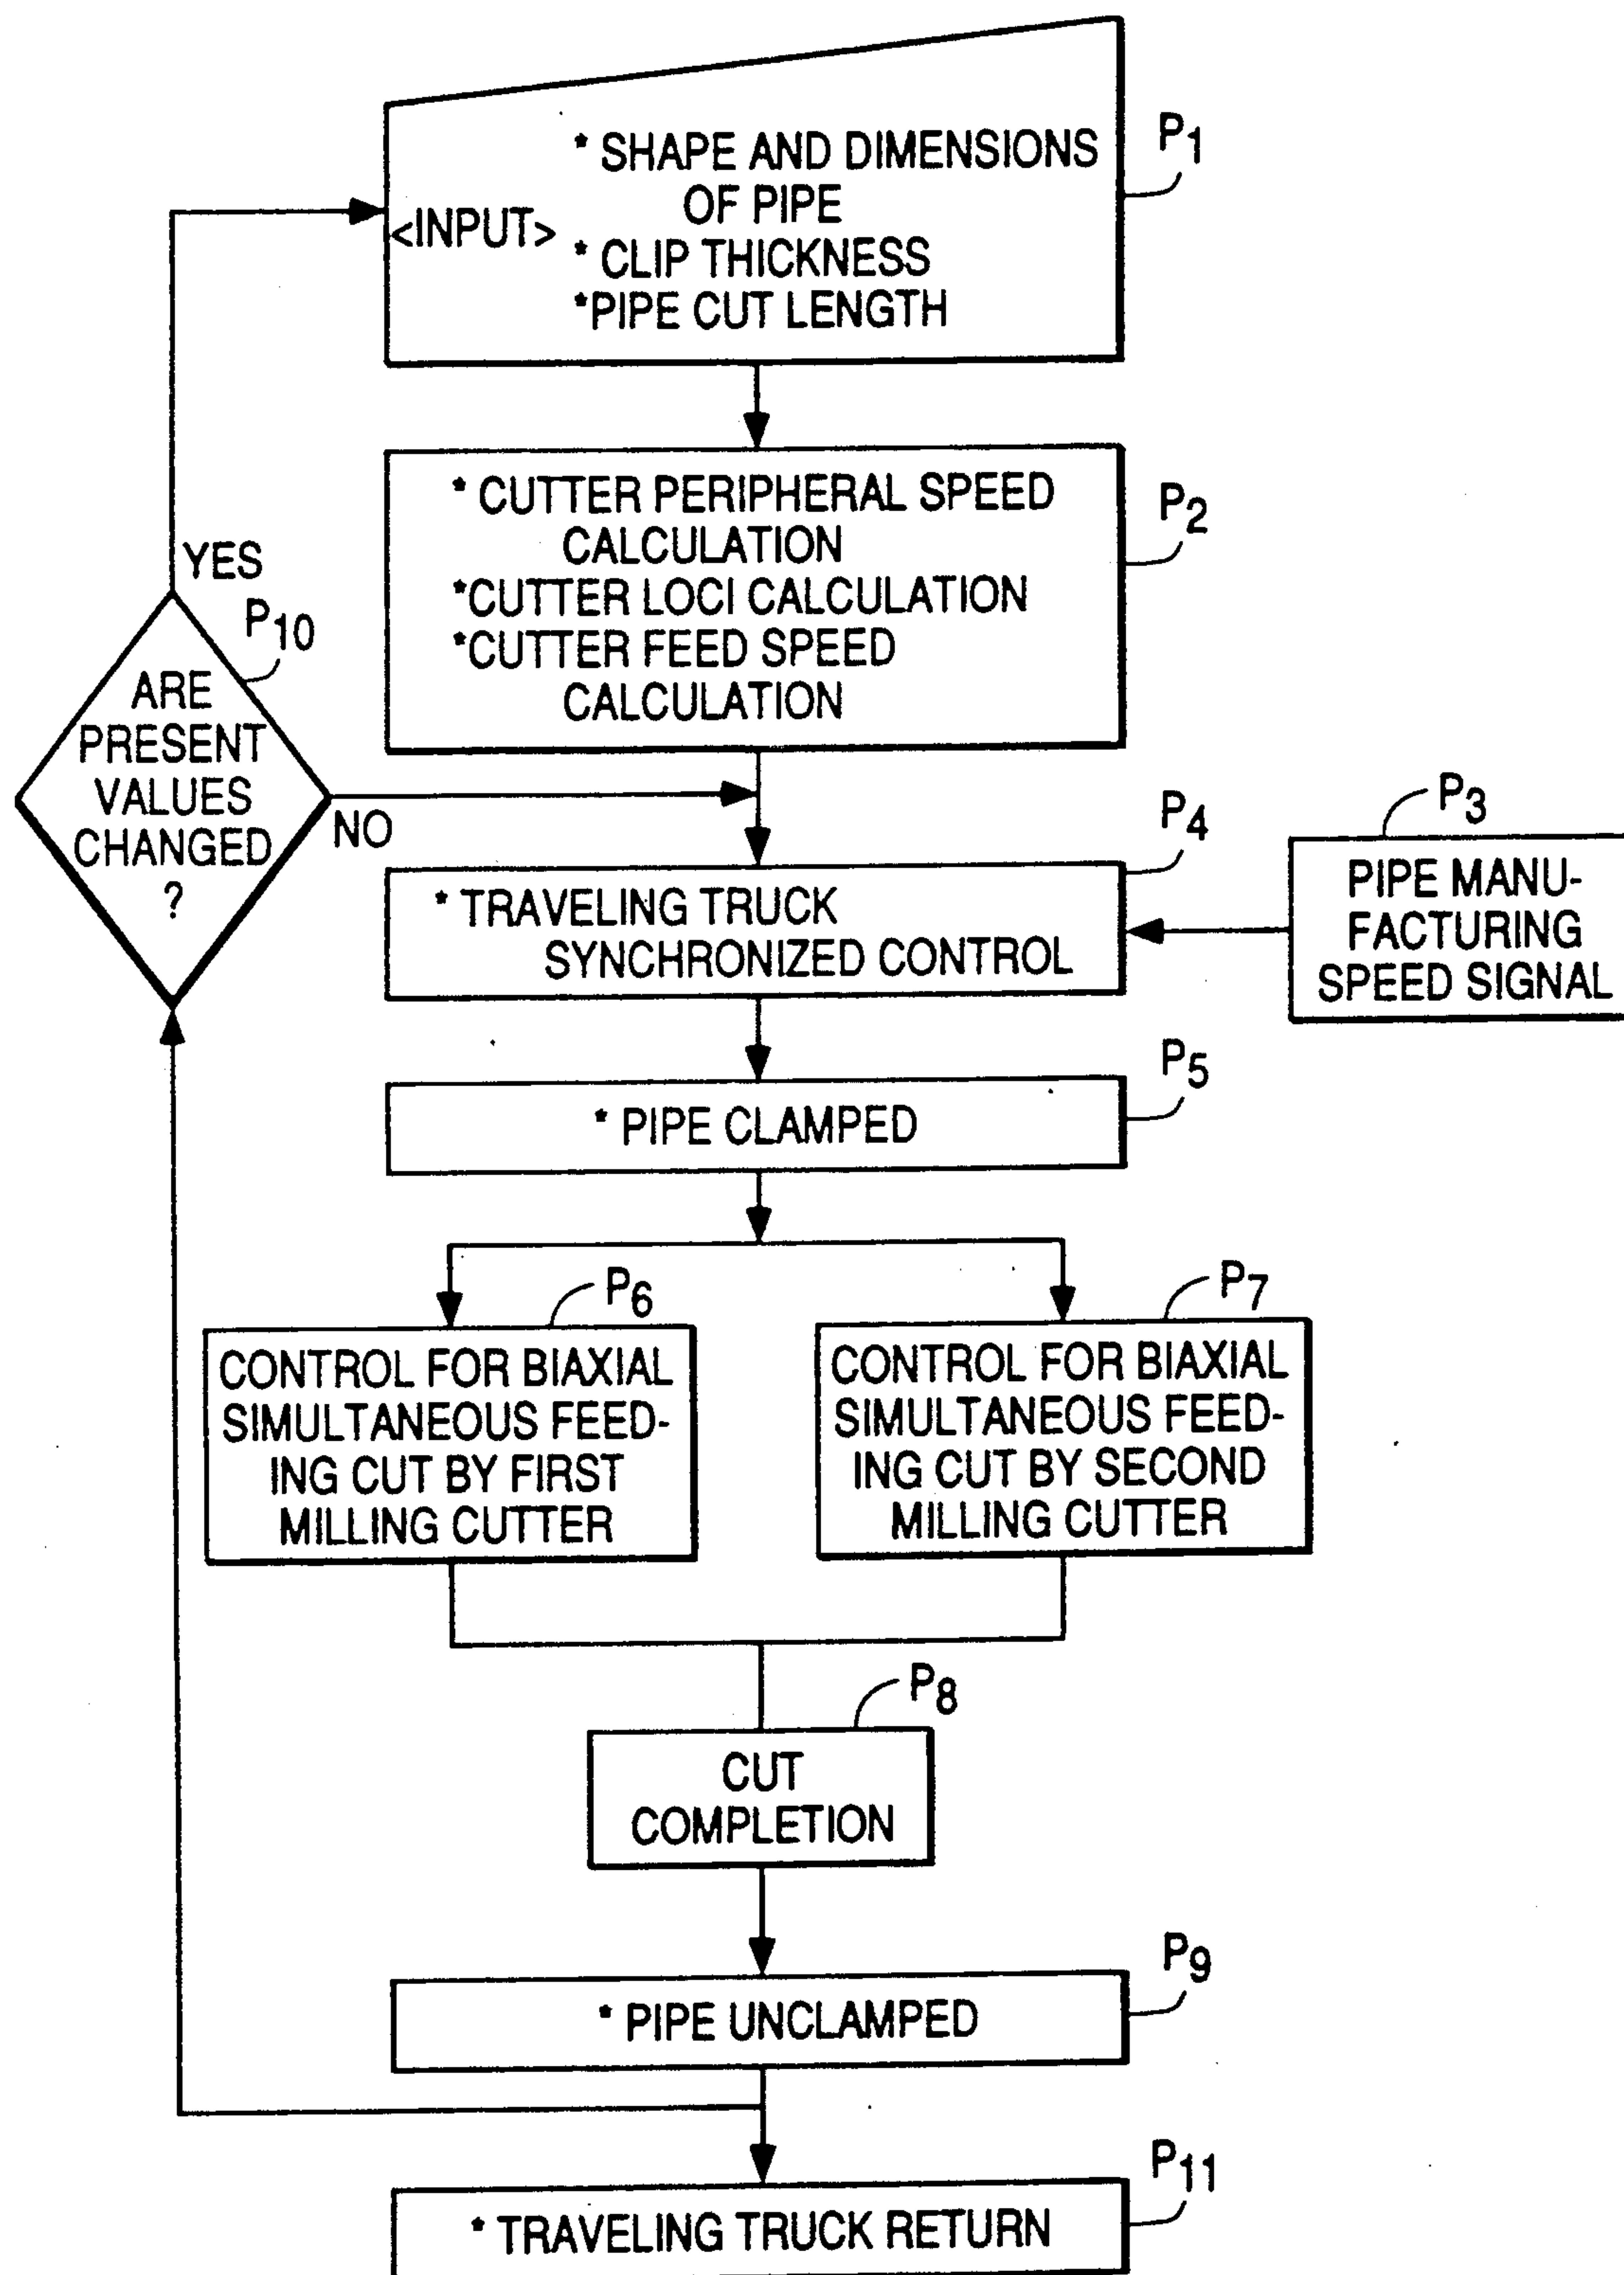 P1
* SHAPE AND DIMENSIONS
OF PIPE
<INPUT>
* CLIP THICKNESS
*PIPE CUT LENGTH
P2
* CUTTER PERIPHERAL SPEED
CALCULATION
*CUTTER LOCI CALCULATION
*CUTTER FEED SPEED
CALCULATION
YES
P10
ARE
PRESENT
VALUES
CHANGED
?
NO
P3
PIPE MANU-
FACTURING
SPEED SIGNAL
P4
* TRAVELING TRUCK
SYNCHRONIZED CONTROL
P5
* PIPE CLAMPED
P6
CONTROL FOR BIAXIAL
SIMULTANEOUS FEED-
ING CUT BY FIRST
MILLING CUTTER
P7
CONTROL FOR BIAXIAL
SIMULTANEOUS FEED-
ING CUT BY SECOND
MILLING CUTTER
P8
CUT
COMPLETION
P9
* PIPE UNCLAMPED
P11
* TRAVELING TRUCK RETURN